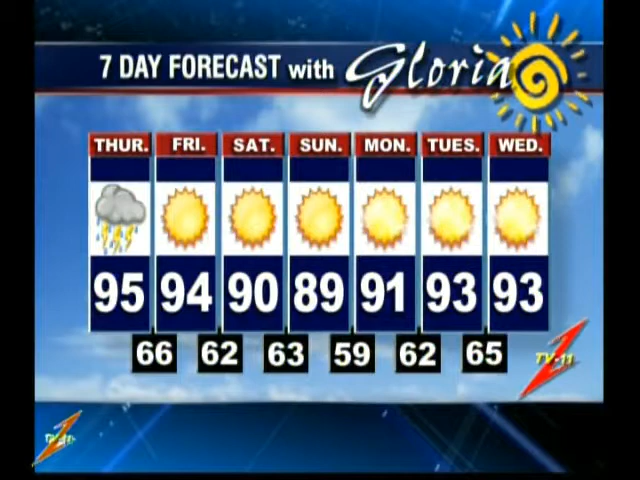 7 DAY FORECAST with Gloria
THUR. FRI. SAT. SUN. MON. TUES. WED.
95 94 90 89 91 93 93
66 62 63 59 62 65
TV-11